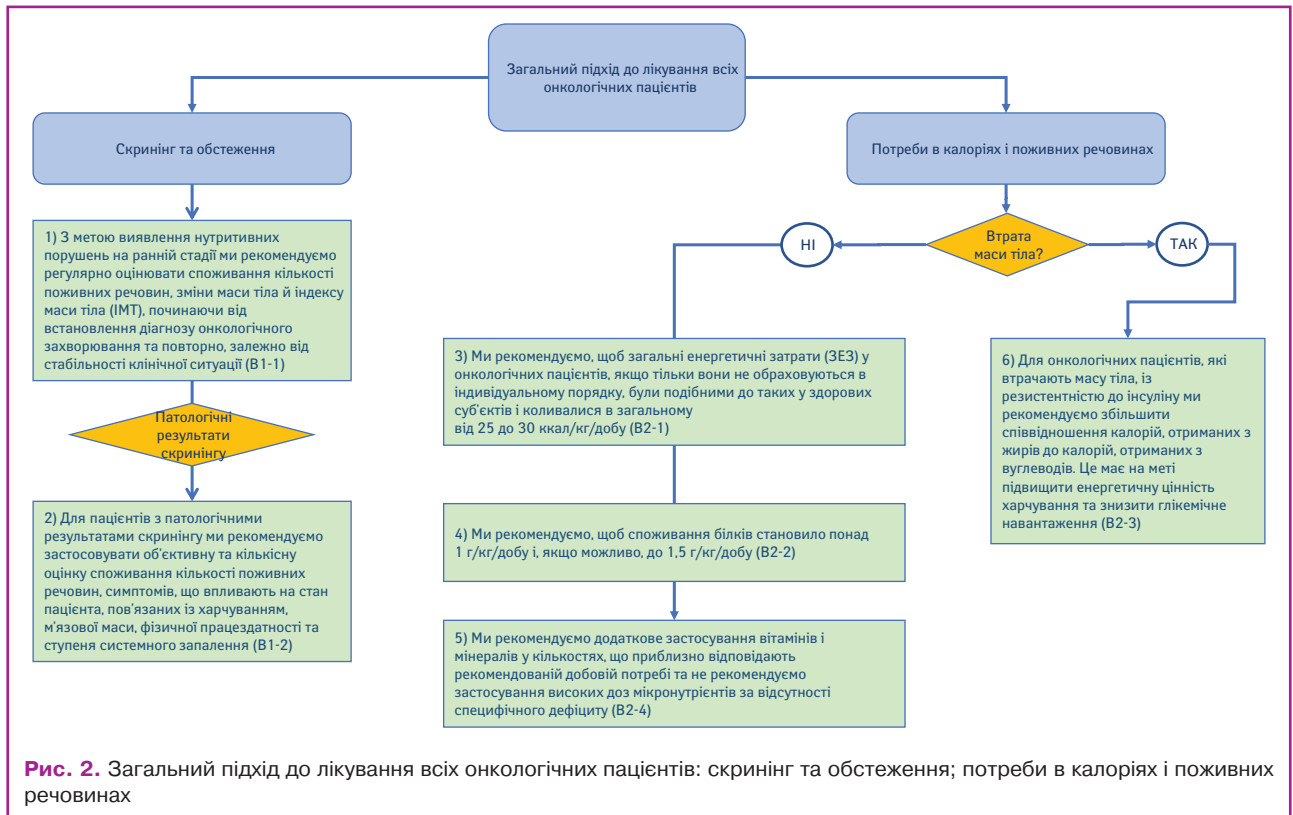 Загальний підхід до лікування всіх
онкологічних пацієнтів
Скринінг та обстеження
Потреби в калоріях і поживних речовинах
1) З метою виявлення нутритивних
порушень на ранній стадії ми рекомендуємо
регулярно оцінювати споживання кількості
поживних речовин, зміни маси тіла й індексу
маси тіла (ІМТ), починаючи від
встановлення діагнозу онкологічного
захворювання та повторно, залежно від
стабільності клінічної ситуації (В1-1)
Патологічні
результати
скринінгу
2) Для пацієнтів з патологічними
результатами скринінгу ми рекомендуємо
застосовувати об'єктивну та кількісну
оцінку споживання кількості поживних
речовин, симптомів, що впливають на стан
пацієнта, пов'язаних із харчуванням,
м'язової маси, фізичної працездатності та
ступеня системного запалення (В1-2)
Втрата
маси тіла?
НІ
ТАК
3) Ми рекомендуємо, щоб загальні енергетичні затрати (ЗЕЗ) у
онкологічних пацієнтів, якщо тільки вони не обраховуються в
індивідуальному порядку, були подібними до таких у здорових
суб'єктів і коливалися в загальному
від 25 до 30 ккал/кг/добу (В2-1)
4) Ми рекомендуємо, щоб споживання білків становило понад
1 г/кг/добу і, якщо можливо, до 1,5 г/кг/добу (В2-2)
5) Ми рекомендуємо додаткове застосування вітамінів і
мінералів у кількостях, що приблизно відповідають
рекомендованій добовій потребі та не рекомендуємо
застосування високих доз мікронутрієнтів за відсутності
специфічного дефіциту (В2-4)
6) Для онкологічних пацієнтів, які
втрачають масу тіла, із
резистентністю до інсуліну ми
рекомендуємо збільшити
співвідношення калорій, отриманих з
жирів до калорій, отриманих з
вуглеводів. Це має на меті
підвищити енергетичну цінність
харчування та знизити глікемічне
навантаження (В2-3)
Рис. 2. Загальний підхід до лікування всіх онкологічних пацієнтів: скринінг та обстеження; потреби в калоріях і поживних
речовинах